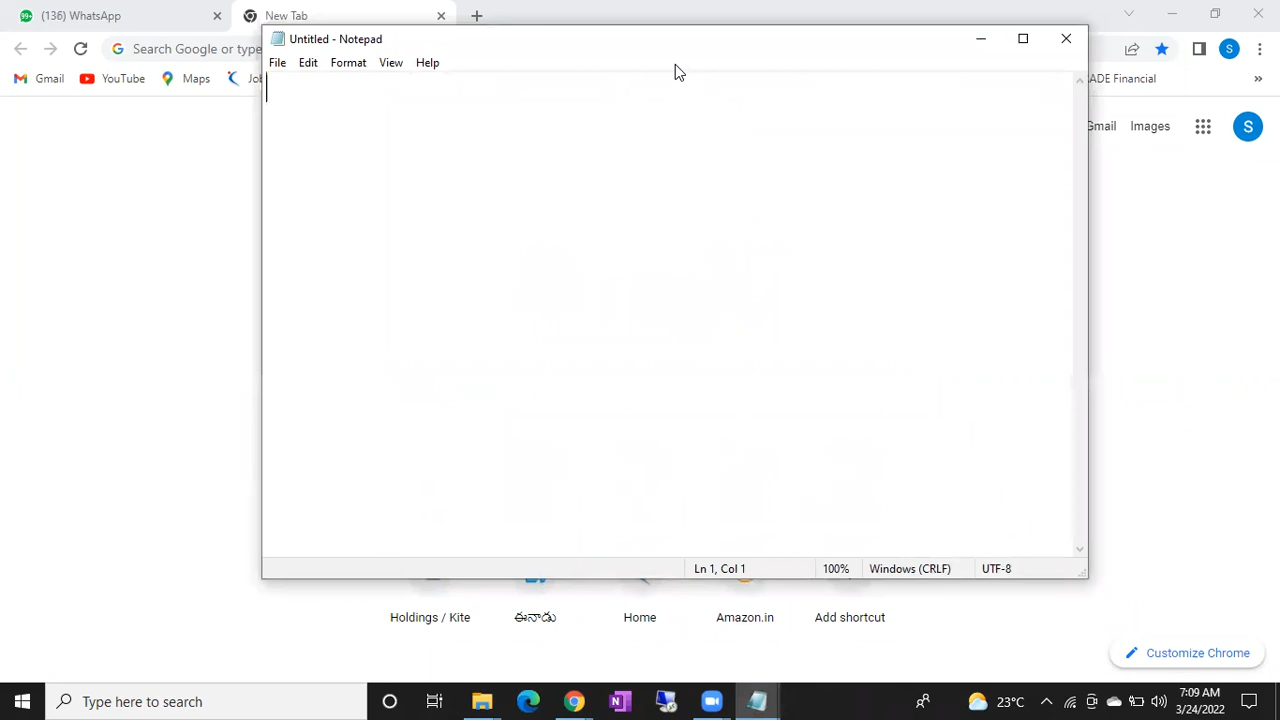 (136) WhatsApp
New Tab
Search Google or type
Gmail
YouTube
Maps
ADE Financial
Untitled - Notepad
File Edit Format View Help
Gmail Images
S
S
Ln 1, Col 1 100% Windows (CRLF) UTF-8
Holdings / Kite ఈనాడు Home Amazon.in Add shortcut
Customize Chrome
Type here to search
23°C
7:09 AM
3/24/2022